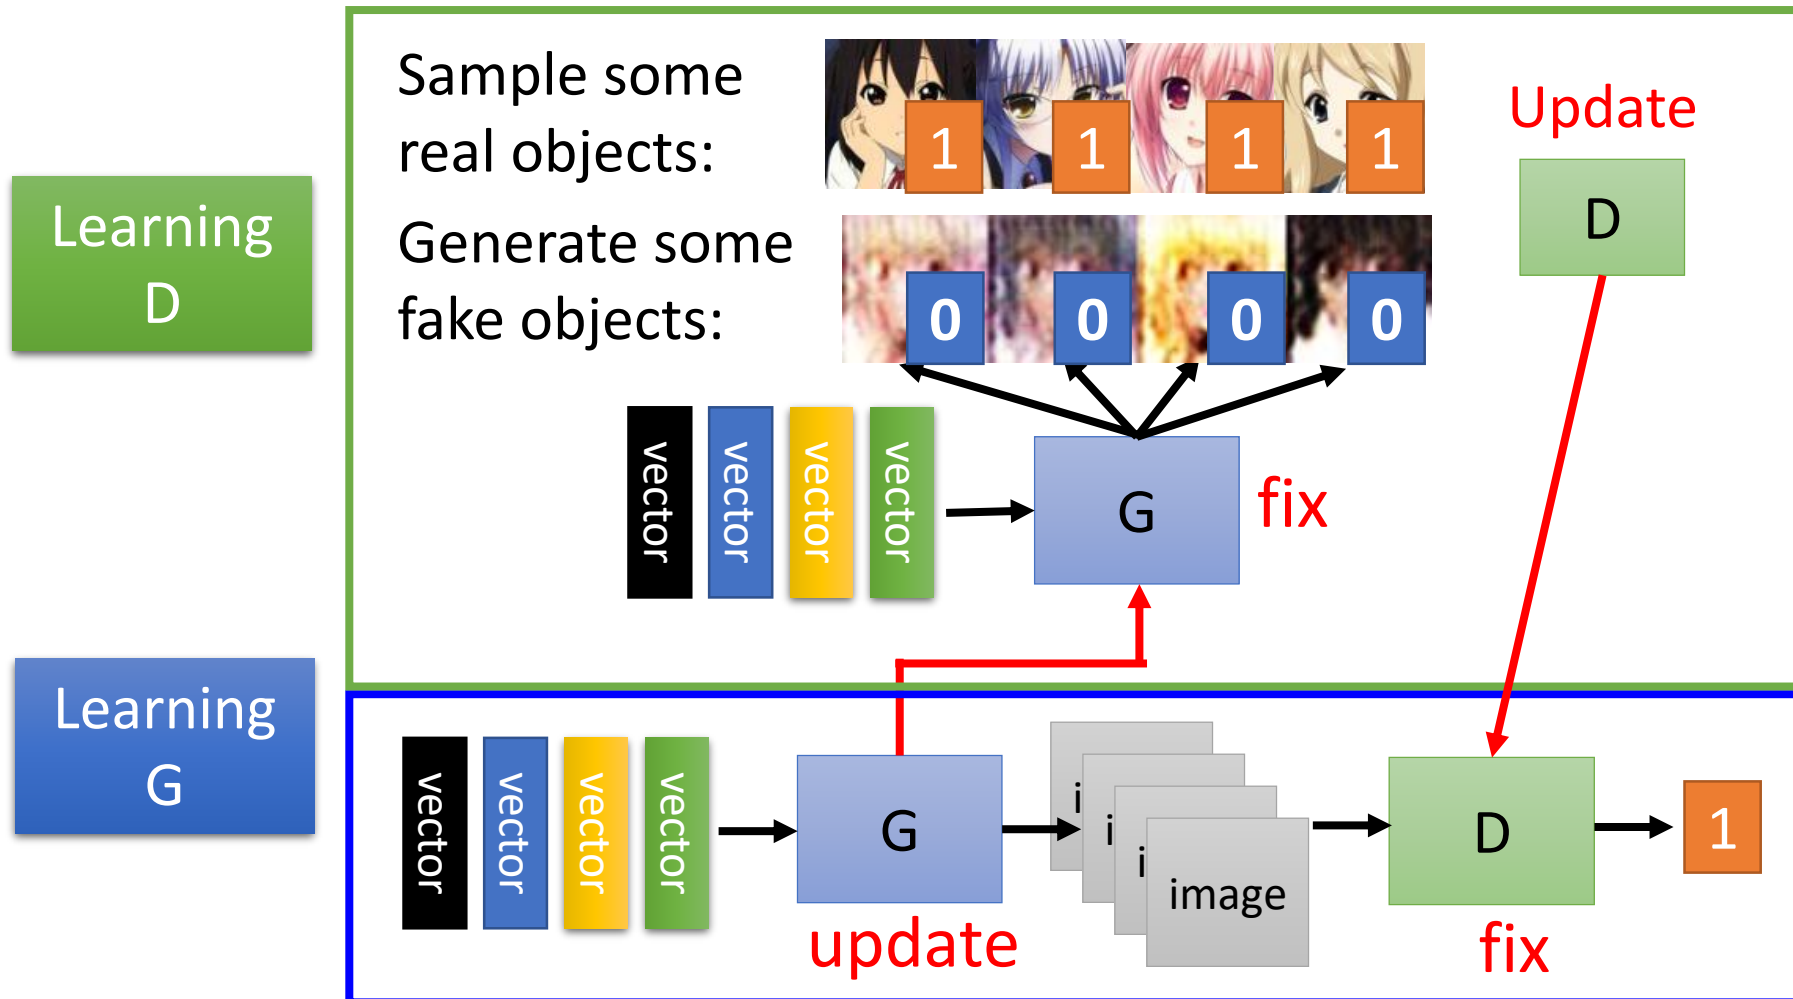 Sample some
real objects:
1 1 1 1
Update
D
Learning
D
Generate some
fake objects:
0 0 0 0
vector vector vector vector
G
fix
Learning
G
vector vector vector vector
G
update
i
i
i
image
D
fix
1